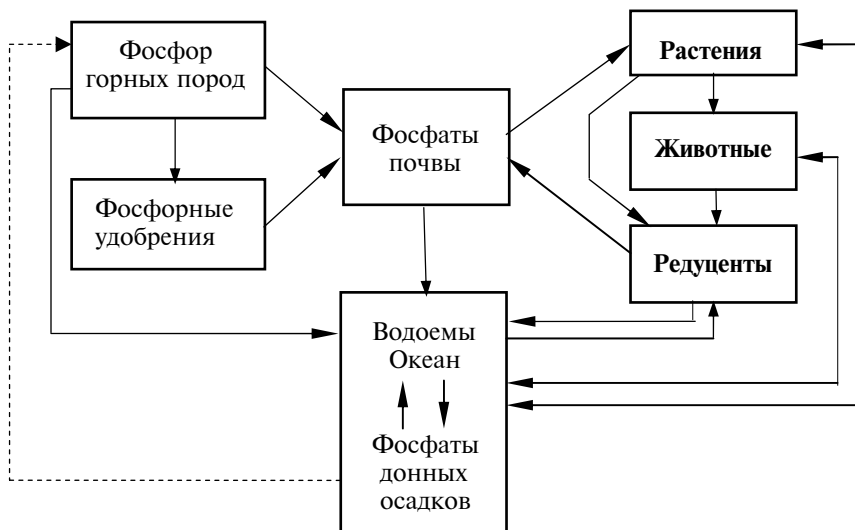 Фосфор
горных пород
Фосфорные
удобрения
Фосфаты
почвы
Растения
Животные
Редуценты
Водоемы
Океан
Фосфаты
донных
осадков